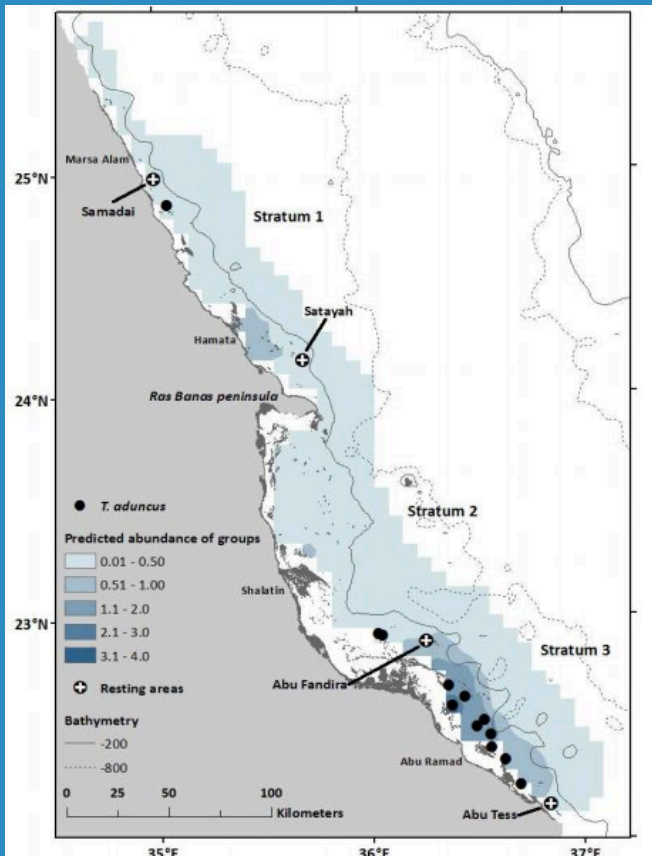 Marsa Alam
25°N
Samadai
Stratum 1
Satayah
Hamata
Ras Banas peninsula
24°N
T. aduncus
Predicted abundance of groups
0.01 - 0.50
0.51 - 1.00
1.1 - 2.0
2.1 - 3.0
3.1 - 4.0
Stratum 2
Shalatin
23°N
Stratum 3
Resting areas
Abu Fandira
Bathymetry
-200
-800
Abu Ramad
0 25 50 100
Kilometers
Abu Tess
35°E 36°E 37°E